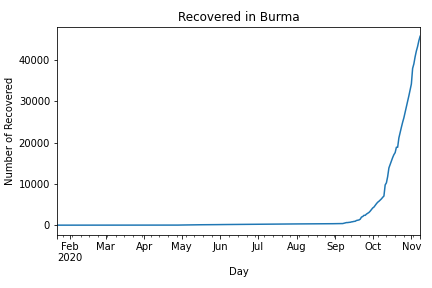 Recovered in Burma
Number of Recovered
40000
30000
20000
10000
0
Feb Mar Apr May Jun Jul Aug Sep Oct Nov
2020
Day